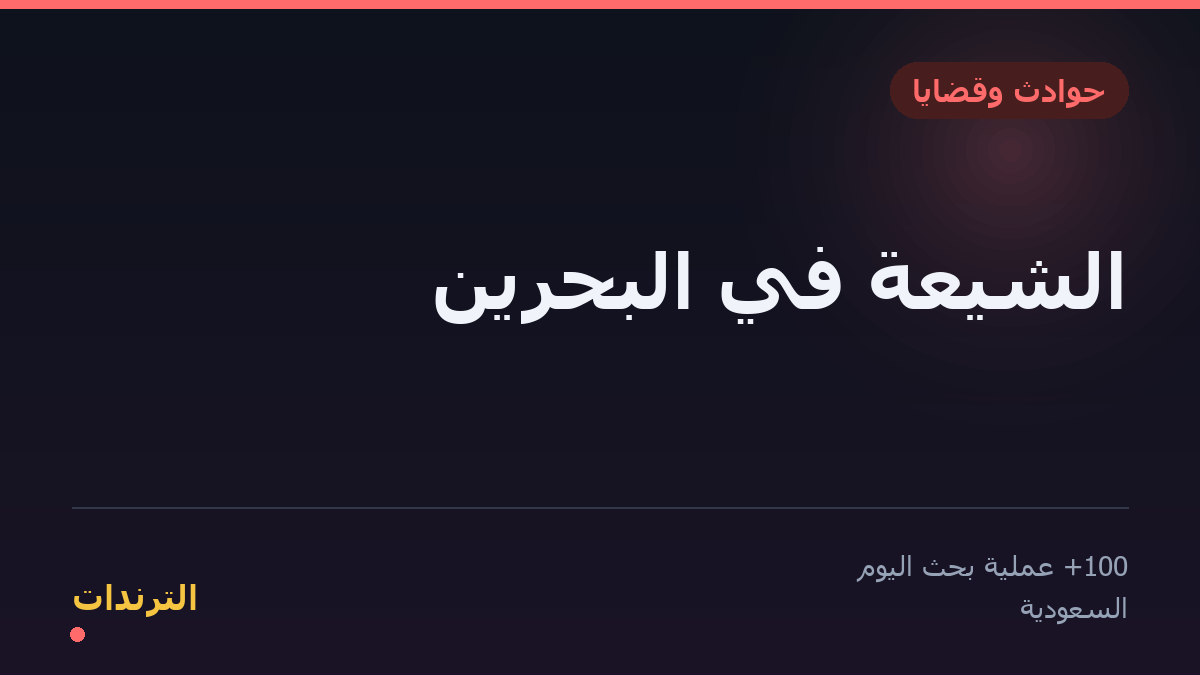 حوادث وقضايا
الشيعة في البحرين
100+ عملية بحث اليوم
السعودية
الترندات